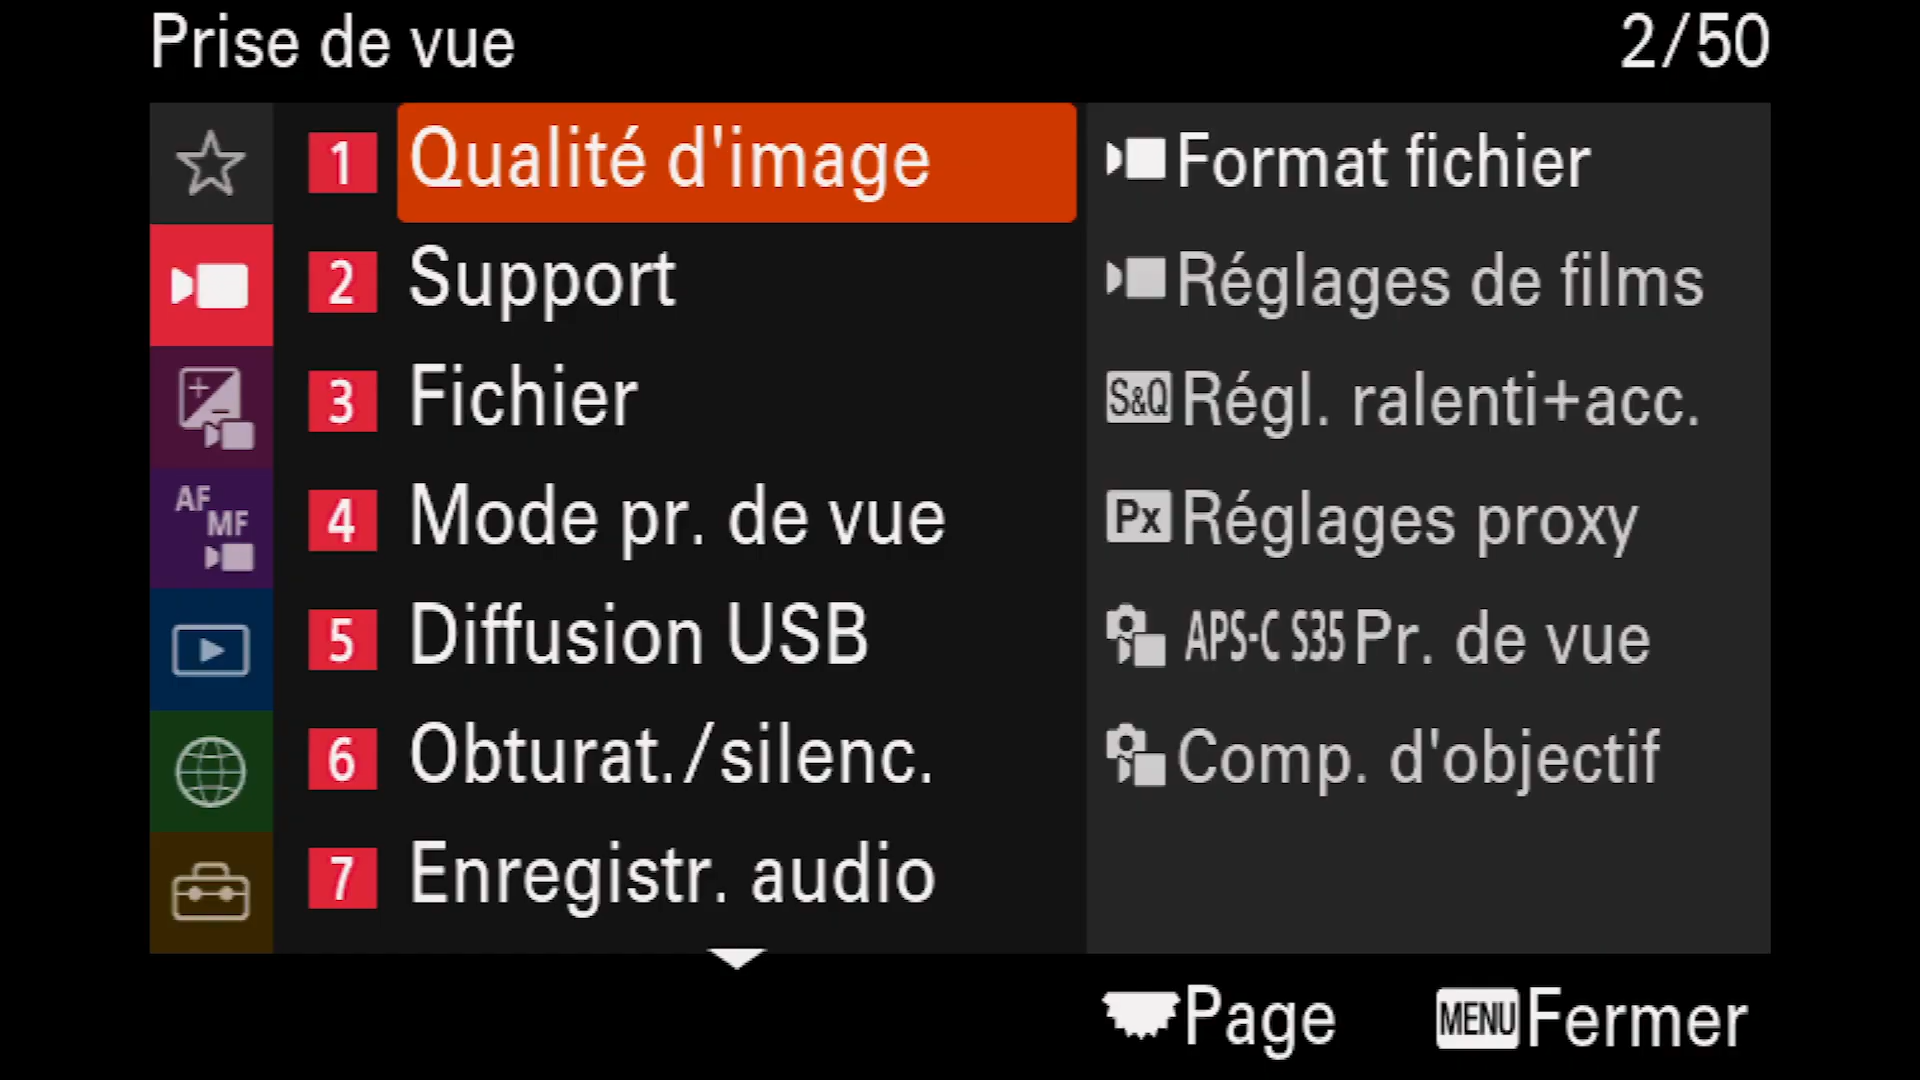 Prise de vue
2/50
1 Qualité d'image
2 Support
3 Fichier
4 Mode pr. de vue
5 Diffusion USB
6 Obturat./silenc.
7 Enregistr. audio
AF
MF
Format fichier
Réglages de films
S&Q Régl. ralenti+acc.
Px Réglages proxy
APS-C S35 Pr. de vue
Comp. d'objectif
Page
MENU Fermer